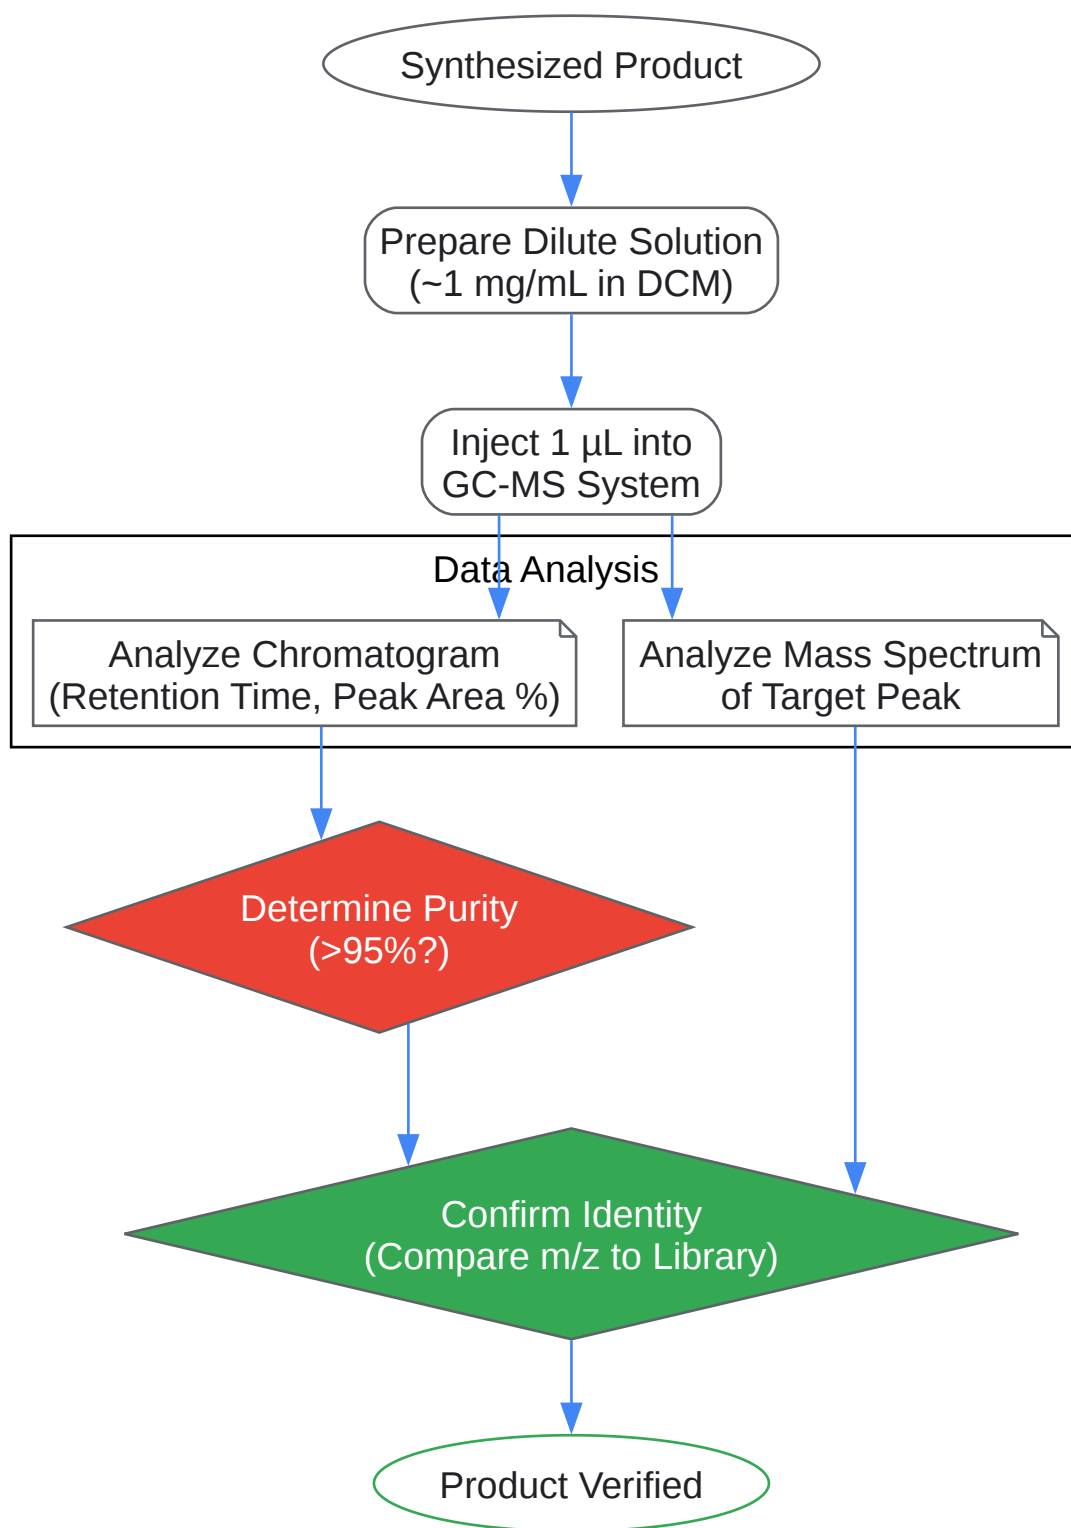 Synthesized Product
Prepare Dilute Solution
(~1 mg/mL in DCM)
Inject 1 µL into
GC-MS System
Data Analysis
Analyze Chromatogram
(Retention Time, Peak Area %)
Analyze Mass Spectrum
of Target Peak
Determine Purity
(>95%?)
Confirm Identity
(Compare m/z to Library)
Product Verified